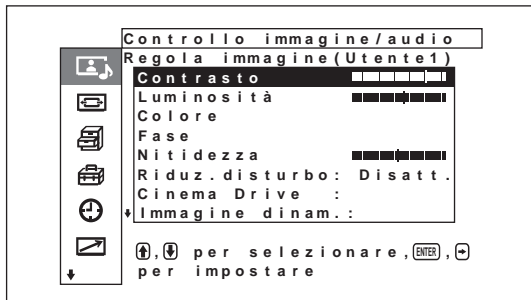 Controllo immagine/audio
Regola immagine(Utente1)
Contrasto
Luminosità
Colore
Fase
Nitidezza
Riduz.disturbo: Disatt.
Cinema Drive :
Immagine dinam.:
↑,↓ per selezionare,ENTER,→
per impostare